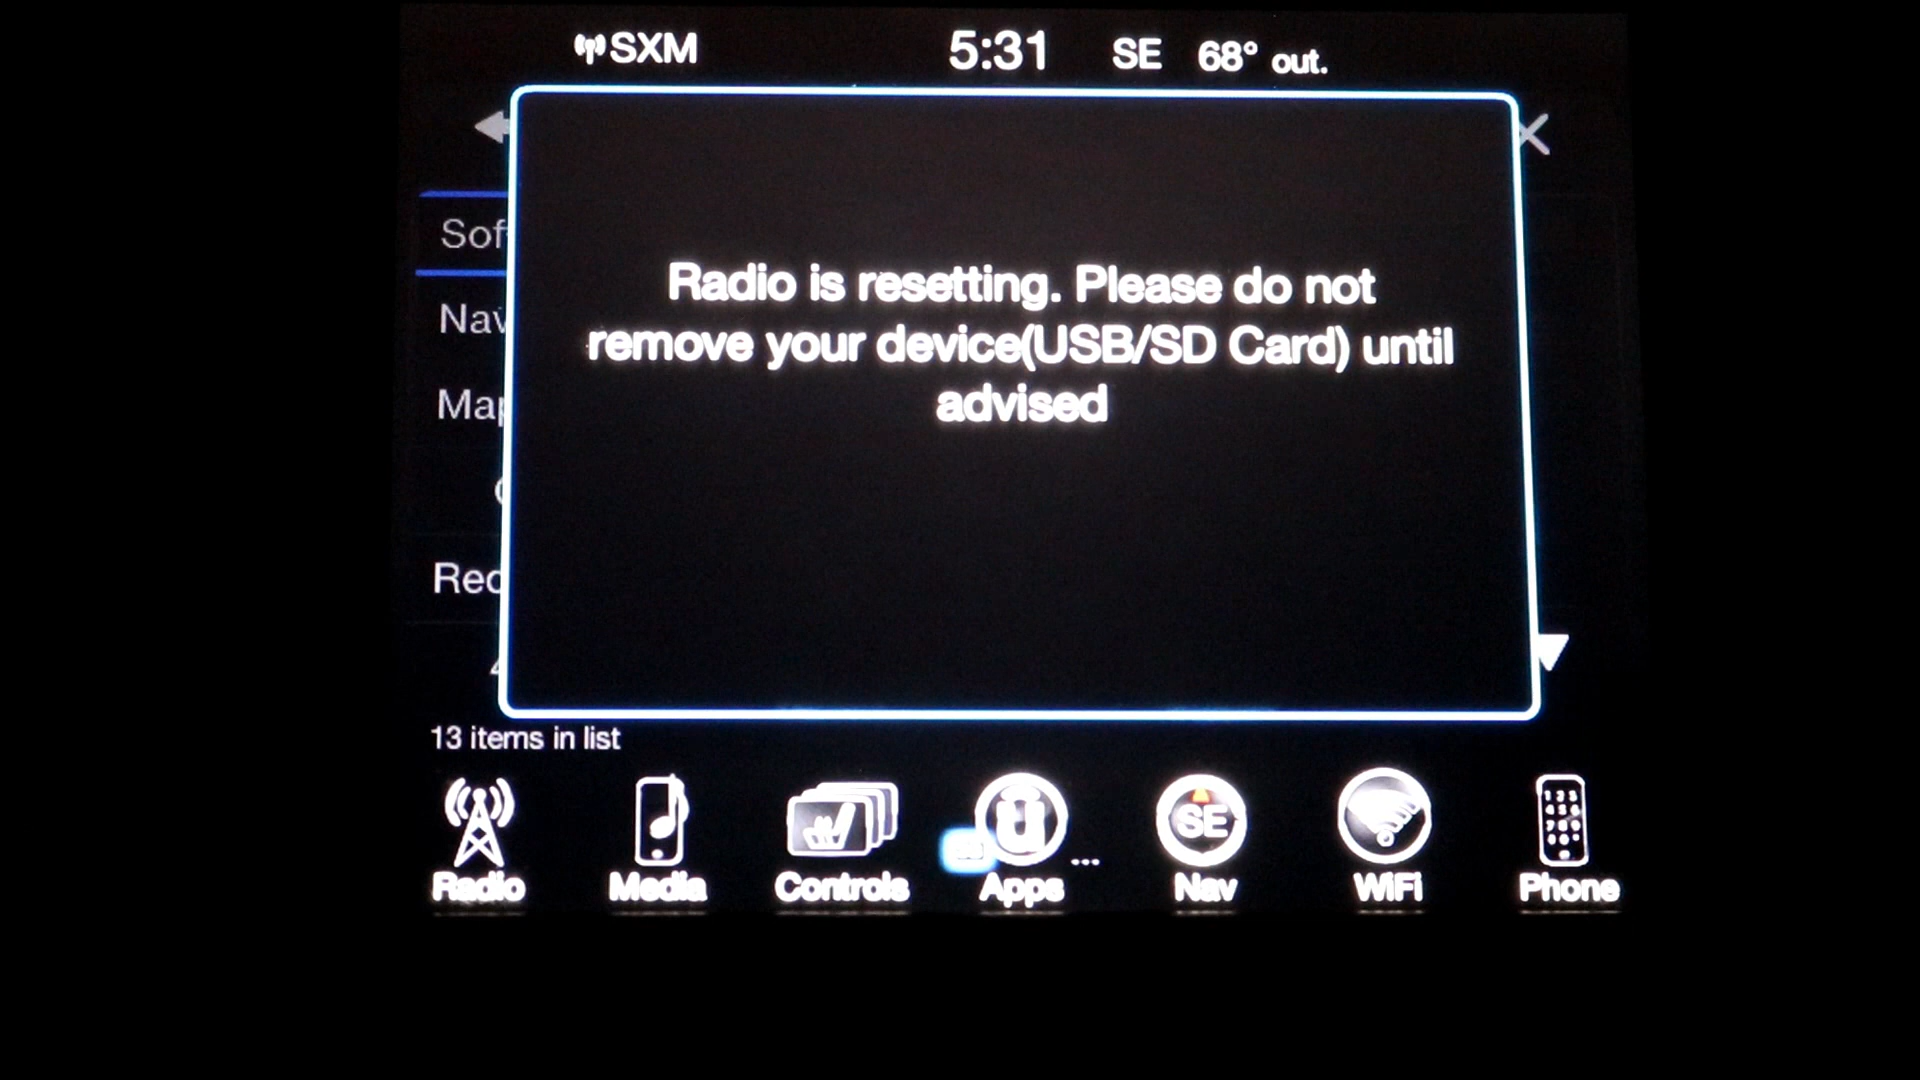 SXM 5:31 SE 68° out.
Sof
Radio is resetting. Please do not
Nav
remove your device(USB/SD Card) until
Map
advised
Rec
13 items in list
SE
Radio Media Controls Apps ... Nav WiFi Phone